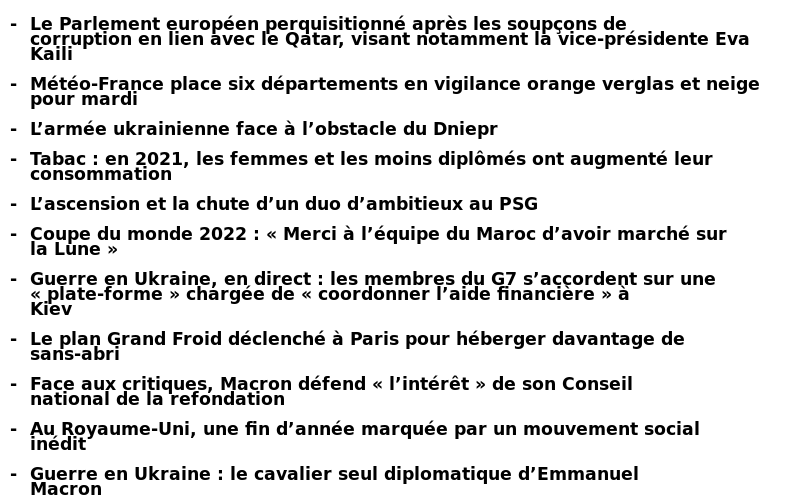 - Le Parlement européen perquisitionné après les soupçons de
corruption en lien avec le Qatar, visant notamment la vice-présidente Eva
Kaili
- Météo-France place six départements en vigilance orange verglas et neige
pour mardi
- L’armée ukrainienne face à l’obstacle du Dniepr
- Tabac : en 2021, les femmes et les moins diplômés ont augmenté leur
consommation
- L’ascension et la chute d’un duo d’ambitieux au PSG
- Coupe du monde 2022 : « Merci à l’équipe du Maroc d’avoir marché sur
la Lune »
- Guerre en Ukraine, en direct : les membres du G7 s’accordent sur une
« plate-forme » chargée de « coordonner l’aide financière » à
Kiev
- Le plan Grand Froid déclenché à Paris pour héberger davantage de
sans-abri
- Face aux critiques, Macron défend « l’intérêt » de son Conseil
national de la refondation
- Au Royaume-Uni, une fin d’année marquée par un mouvement social
inédit
- Guerre en Ukraine : le cavalier seul diplomatique d’Emmanuel
Macron